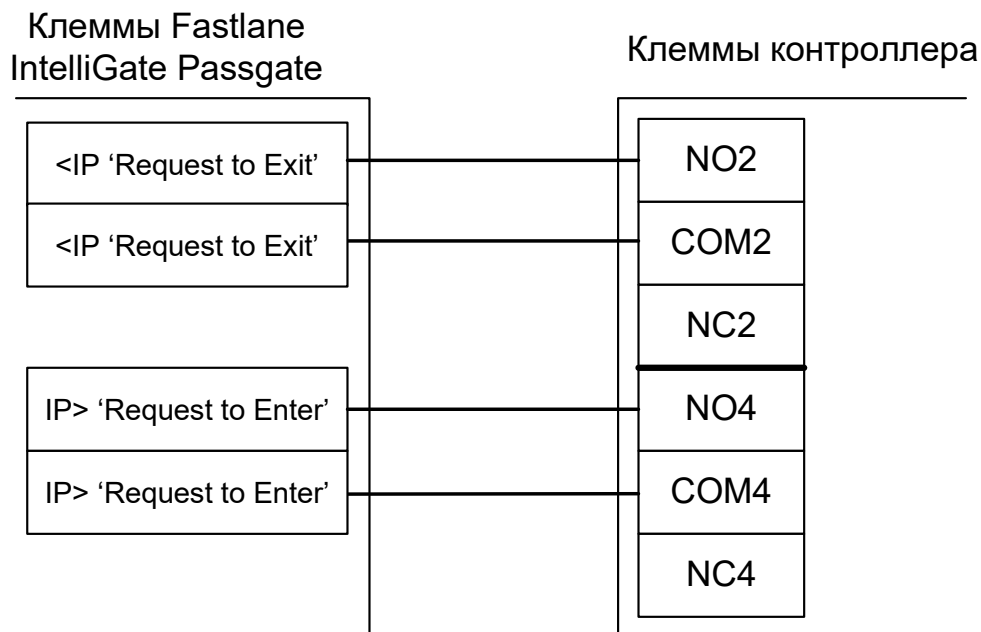 Клеммы Fastlane
IntelliGate Passgate
Клеммы контроллера
<IP ‘Request to Exit’
NO2
<IP ‘Request to Exit’
COM2
NC2
IP> ‘Request to Enter’
NO4
IP> ‘Request to Enter’
COM4
NC4